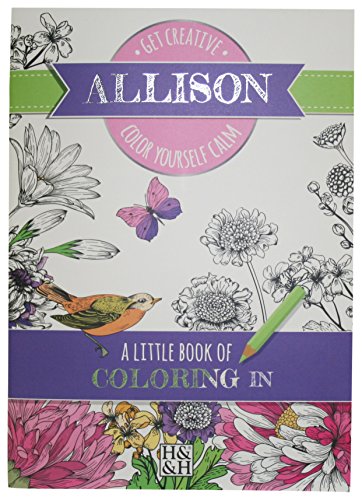 GET CREATIVE
ALLISON
COLOR YOURSELF CALM
A LITTLE BOOK OF
COLORING IN
H&
&H